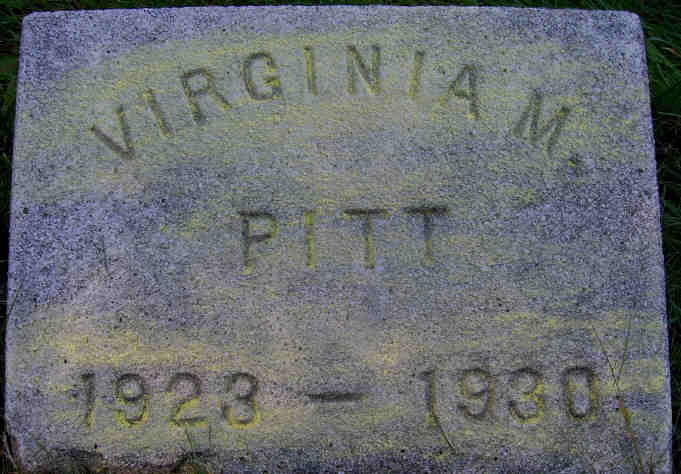 VIRGINIA M.
PITT
1923 — 1930